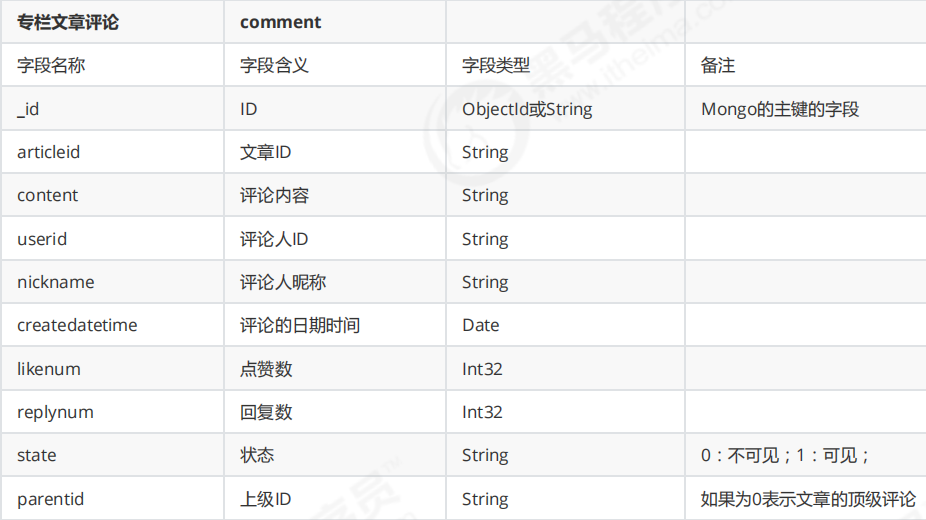 专栏文章评论 comment
字段名称 字段含义 字段类型 备注
_id ID ObjectId或String Mongo的主键的字段
articleid 文章ID String
content 评论内容 String
userid 评论人ID String
nickname 评论人昵称 String
createdatetime 评论的日期时间 Date
likenum 点赞数 Int32
replynum 回复数 Int32
state 状态 String 0：不可见；1：可见；
parentid 上级ID String 如果为0表示文章的顶级评论